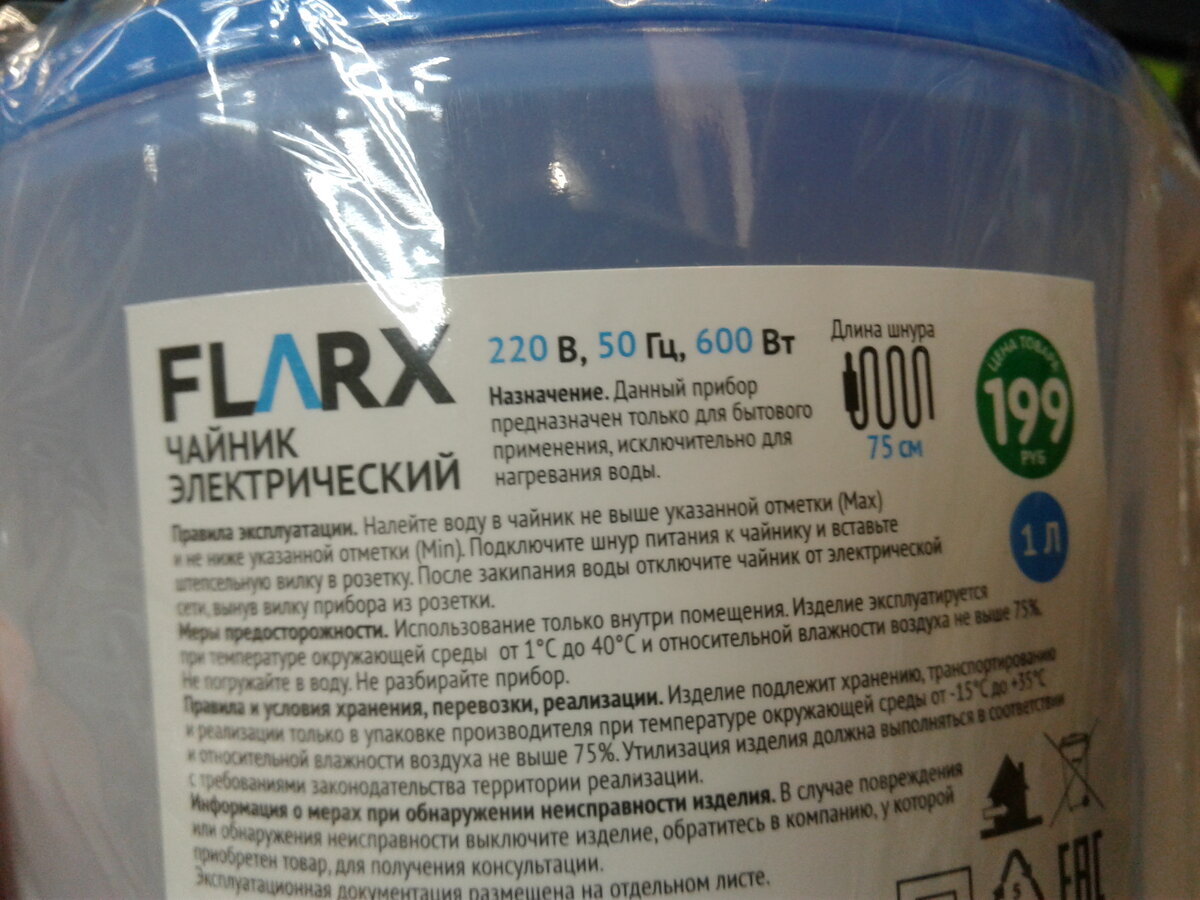 FLARX
ЧАЙНИК
ЭЛЕКТРИЧЕСКИЙ
220 В, 50 Гц, 600 Вт
Назначение. Данный прибор
предназначен только для бытового
применения, исключительно для
нагревания воды.
Длина шнура
75 см
ЦЕНА ТОВАРА
199
РУБ
1 Л
Правила эксплуатации. Налейте воду в чайник не выше указанной отметки (Max)
и не ниже указанной отметки (Min). Подключите шнур питания к чайнику и вставьте
штепсельную вилку в розетку. После закипания воды отключите чайник от электрической
сети, вынув вилку прибора из розетки.
Меры предосторожности. Использование только внутри помещения. Изделие эксплуатируется
при температуре окружающей среды от 1°C до 40°C и относительной влажности воздуха не выше 75%.
Не погружайте в воду. Не разбирайте прибор.
Правила и условия хранения, перевозки, реализации. Изделие подлежит хранению, транспортированию
и реализации только в упаковке производителя при температуре окружающей среды от -15°C до +35°C
и относительной влажности воздуха не выше 75%. Утилизация изделия должна выполняться в соответствии
с требованиями законодательства территории реализации.
Информация о мерах при обнаружении неисправности изделия. В случае повреждения
или обнаружения неисправности выключите изделие, обратитесь в компанию, у которой
приобретен товар, для получения консультации.
Эксплуатационная документация размещена на отдельном листе.
5
EAC